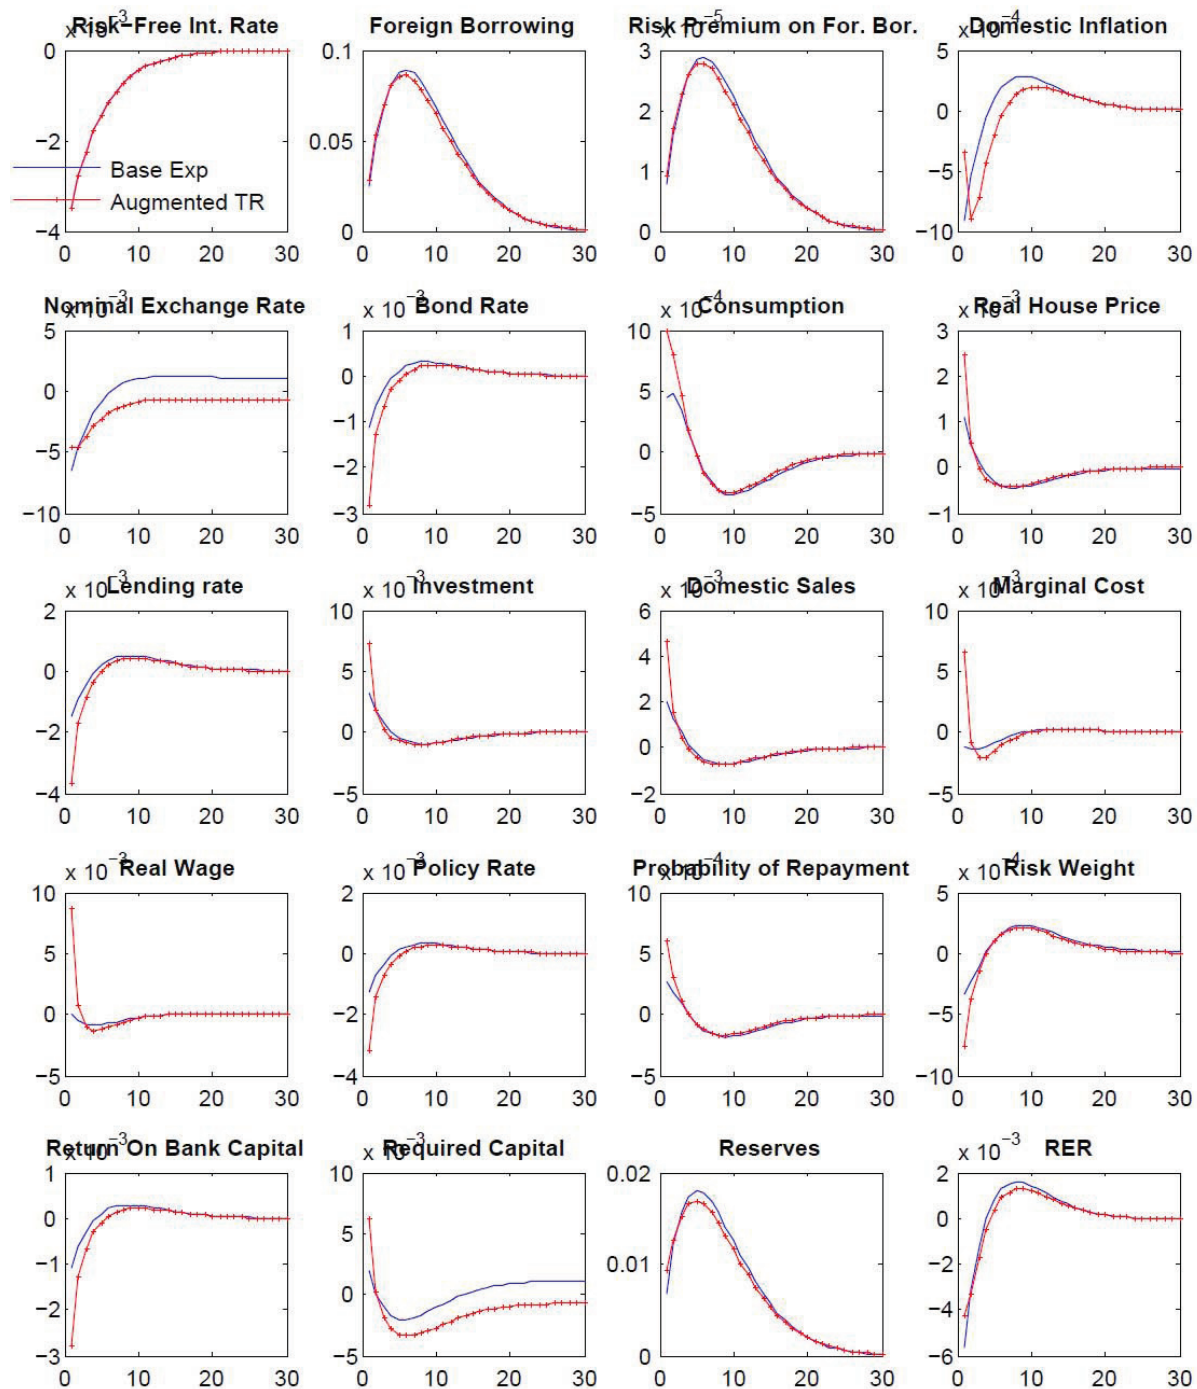 x 10⁻³ x 10⁻⁵ x 10⁻⁴
Risk−Free Int. Rate Foreign Borrowing Risk Premium on For. Bor. Domestic Inflation
0 0.1 3 5
−2 0.05 2 0
Base Exp 1 −5
Augmented TR
−4 0 0 −10
0 10 20 30 0 10 20 30 0 10 20 30 0 10 20 30
x 10⁻³ x 10⁻³ x 10⁻⁴ x 10⁻³
Nominal Exchange Rate Bond Rate Consumption Real House Price
5 1 10 3
0 0 5 2
−5 −1 0 1
−2 0
−10 −3 −5 −1
0 10 20 30 0 10 20 30 0 10 20 30 0 10 20 30
x 10⁻³ x 10⁻³ x 10⁻³ x 10⁻³
Lending rate Investment Domestic Sales Marginal Cost
2 10 6 10
0 5 4 5
−2 0 2 0
0
−4 −5 −2 −5
0 10 20 30 0 10 20 30 0 10 20 30 0 10 20 30
x 10⁻³ x 10⁻³ x 10⁻⁴ x 10⁻⁴
Real Wage Policy Rate Probability of Repayment Risk Weight
10 2 10 5
5 0 5 0
0 −2 0 −5
−5 −4 −5 −10
0 10 20 30 0 10 20 30 0 10 20 30 0 10 20 30
x 10⁻³ x 10⁻³ x 10⁻³
Return On Bank Capital Required Capital Reserves RER
1 10 0.02 2
0 5 0.01 0
−1 0 −2
−2 −4
−3 −5 0 −6
0 10 20 30 0 10 20 30 0 10 20 30 0 10 20 30